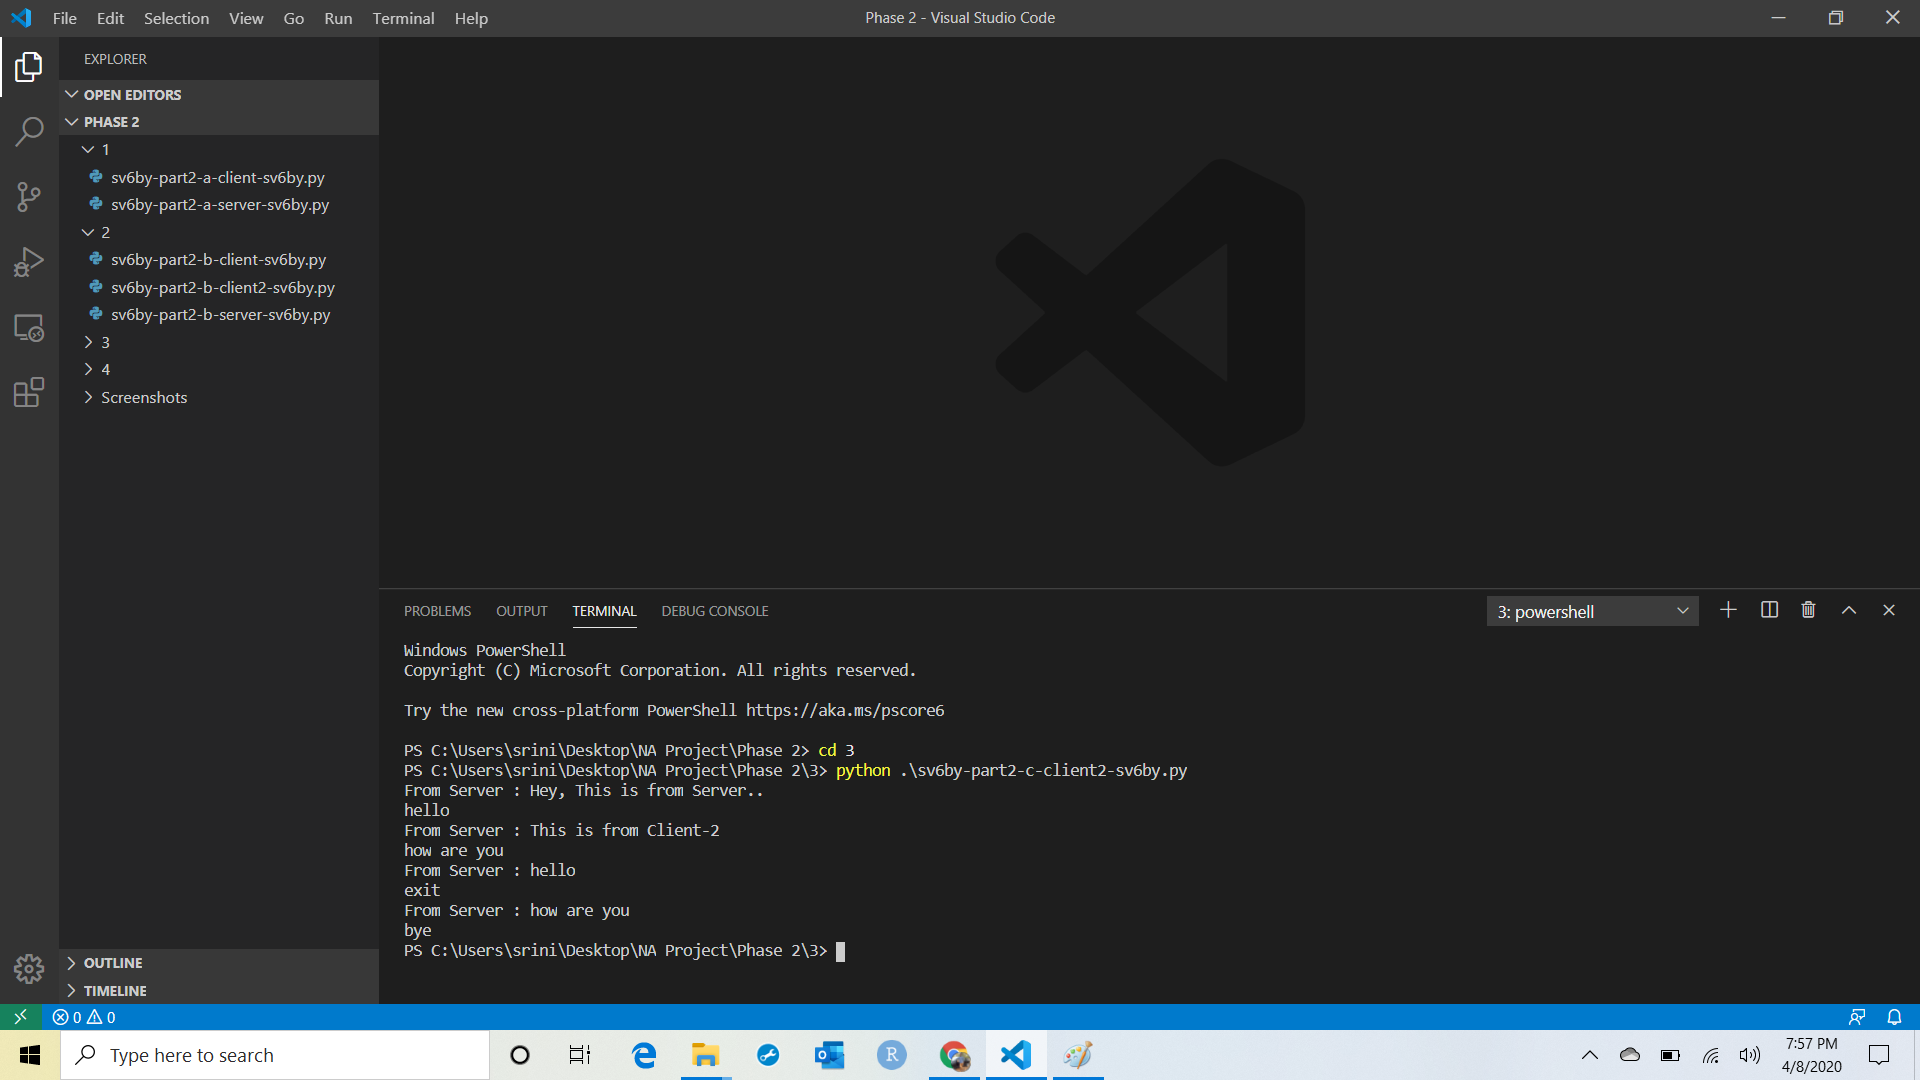 File Edit Selection View Go Run Terminal Help
Phase 2 - Visual Studio Code
EXPLORER
OPEN EDITORS
PHASE 2
1
sv6by-part2-a-client-sv6by.py
sv6by-part2-a-server-sv6by.py
2
sv6by-part2-b-client-sv6by.py
sv6by-part2-b-client2-sv6by.py
sv6by-part2-b-server-sv6by.py
3
4
Screenshots
OUTLINE
TIMELINE
PROBLEMS OUTPUT TERMINAL DEBUG CONSOLE
3: powershell
Windows PowerShell
Copyright (C) Microsoft Corporation. All rights reserved.
Try the new cross-platform PowerShell https://aka.ms/pscore6
PS C:\Users\srini\Desktop\NA Project\Phase 2> cd 3
PS C:\Users\srini\Desktop\NA Project\Phase 2\3> python .\sv6by-part2-c-client2-sv6by.py
From Server : Hey, This is from Server..
hello
From Server : This is from Client-2
how are you
From Server : hello
exit
From Server : how are you
bye
PS C:\Users\srini\Desktop\NA Project\Phase 2\3>
0 0
Type here to search
R
7:57 PM
4/8/2020